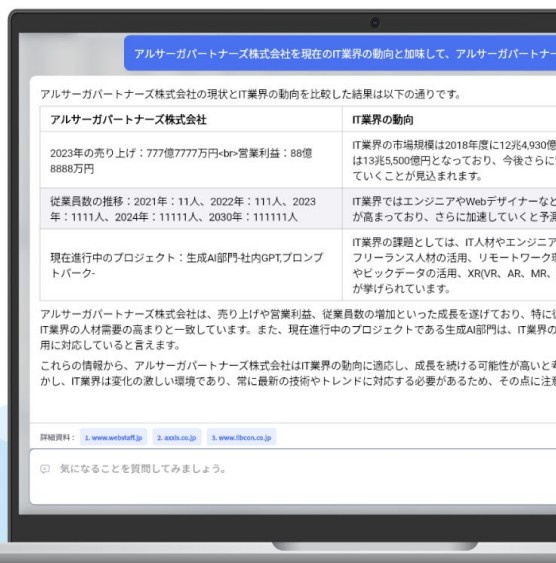 アルサーガパートナーズ株式会社を現在のIT業界の動向と加味して、アルサーガパートナー
アルサーガパートナーズ株式会社の現状とIT業界の動向を比較した結果は以下の通りです。
アルサーガパートナーズ株式会社
IT業界の動向
2023年の売り上げ：777億7777万円<br>営業利益：88億
8888万円
IT業界の市場規模は2018年度に12兆4,930億
は13兆5,500億円となっており、今後さらに
ていくことが見込まれます。
従業員数の推移：2021年：11人、2022年：111人、2023
年：1111人、2024年：11111人、2030年：111111人
IT業界ではエンジニアやWebデザイナーなど
が高まっており、さらに加速していくと予測
現在進行中のプロジェクト：生成AI部門-社内GPT,プロンプ
トパーク-
IT業界の課題としては、IT人材やエンジニア
フリーランス人材の活用、リモートワーク環
やビックデータの活用、XR(VR、AR、MR、
が挙げられています。
アルサーガパートナーズ株式会社は、売り上げや営業利益、従業員数の増加といった成長を遂げており、特に従
IT業界の人材需要の高まりと一致しています。また、現在進行中のプロジェクトである生成AI部門は、IT業界の
用に対応していると言えます。
これらの情報から、アルサーガパートナーズ株式会社はIT業界の動向に適応し、成長を続ける可能性が高いと考
かし、IT業界は変化の激しい環境であり、常に最新の技術やトレンドに対応する必要があるため、その点に注意
詳細資料： 1. www.webstaff.jp 2. axxis.co.jp 3. www.libcon.co.jp
気になることを質問してみましょう。